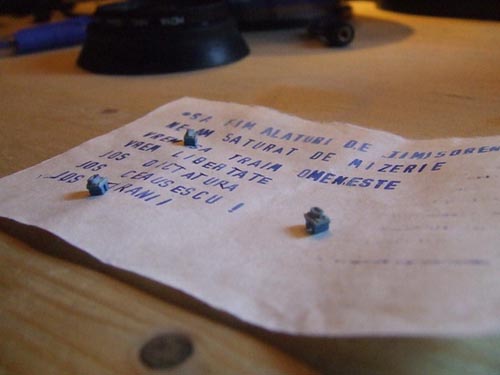 *SA FIM ALATURI DE TIMISORENI
NE-AM SATURAT DE MIZERIE
VREM SA TRAIM OMENESTE
VREM LIBERTATE
JOS DICTATURA
JOS CEAUSESCU !
JOS TIRANII